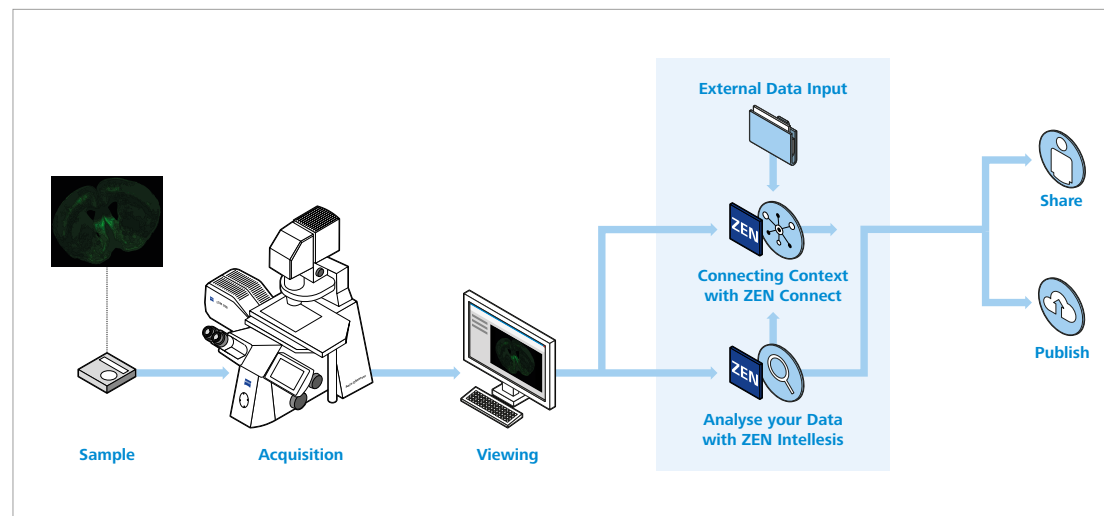 External Data Input
ZEN
Connecting Context
with ZEN Connect
Share
ZEN
Analyse your Data
with ZEN Intellesis
Publish
Sample
Acquisition
Viewing